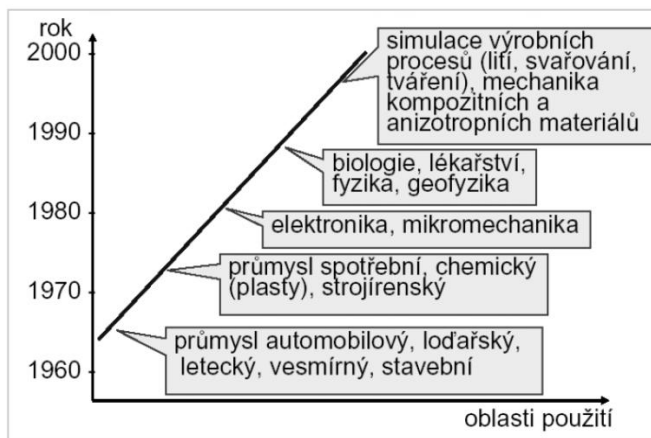 rok
2000
simulace výrobních
procesů (lití, svařování,
tváření), mechanika
kompozitních a
anizotropních materiálů
1990
biologie, lékařství,
fyzika, geofyzika
1980
elektronika, mikromechanika
průmysl spotřební, chemický
(plasty), strojírenský
1970
průmysl automobilový, loďařský,
letecký, vesmírný, stavební
1960
oblasti použití